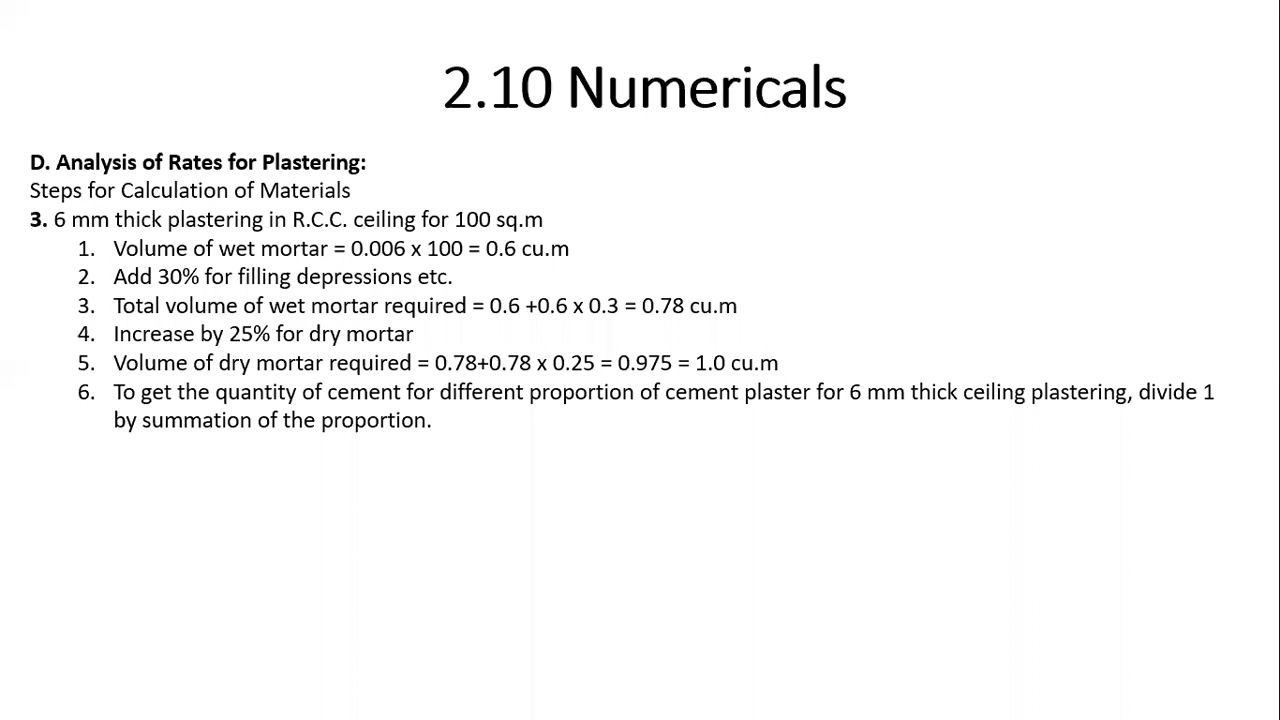 2.10 Numericals
D. Analysis of Rates for Plastering:
Steps for Calculation of Materials
3. 6 mm thick plastering in R.C.C. ceiling for 100 sq.m
1. Volume of wet mortar = 0.006 x 100 = 0.6 cu.m
2. Add 30% for filling depressions etc.
3. Total volume of wet mortar required = 0.6 +0.6 x 0.3 = 0.78 cu.m
4. Increase by 25% for dry mortar
5. Volume of dry mortar required = 0.78+0.78 x 0.25 = 0.975 = 1.0 cu.m
6. To get the quantity of cement for different proportion of cement plaster for 6 mm thick ceiling plastering, divide 1
by summation of the proportion.